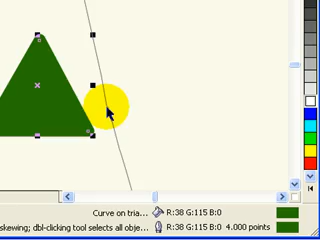 Curve on tria... R:38 G:115 B:0
skewing; dbl-clicking tool selects all obje... R:38 G:115 B:0 4.000 points